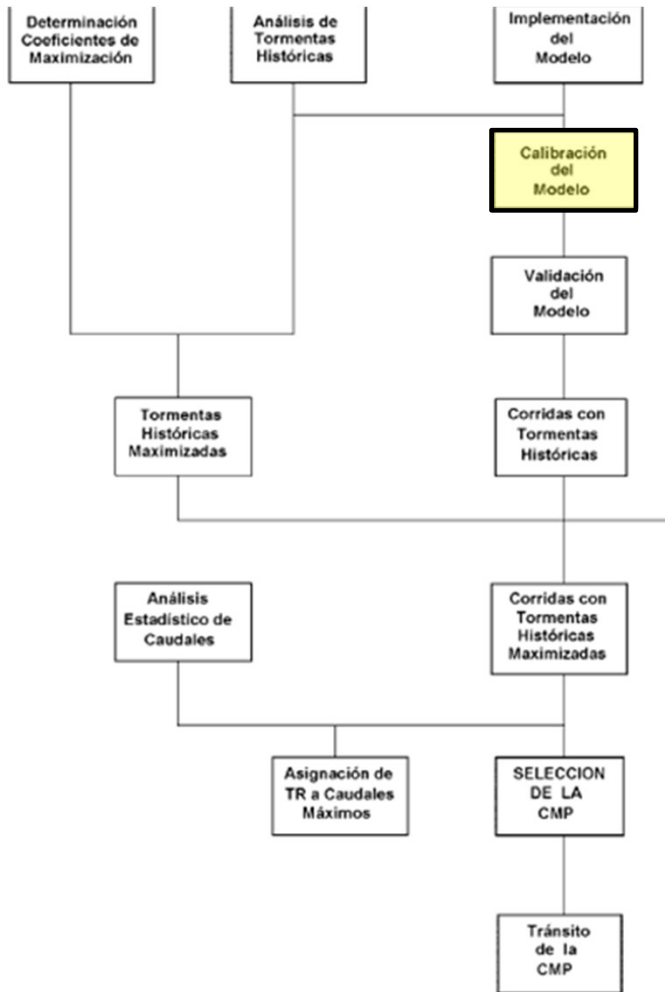 Determinación
Coeficientes de
Maximización
Análisis de
Tormentas
Históricas
Implementación
del
Modelo
Calibración
del
Modelo
Validación
del
Modelo
Tormentas
Históricas
Maximizadas
Corridas con
Tormentas
Históricas
Análisis
Estadístico de
Caudales
Corridas con
Tormentas
Históricas
Maximizadas
Asignación de
TR a Caudales
Máximos
SELECCION
DE LA
CMP
Tránsito
de la
CMP